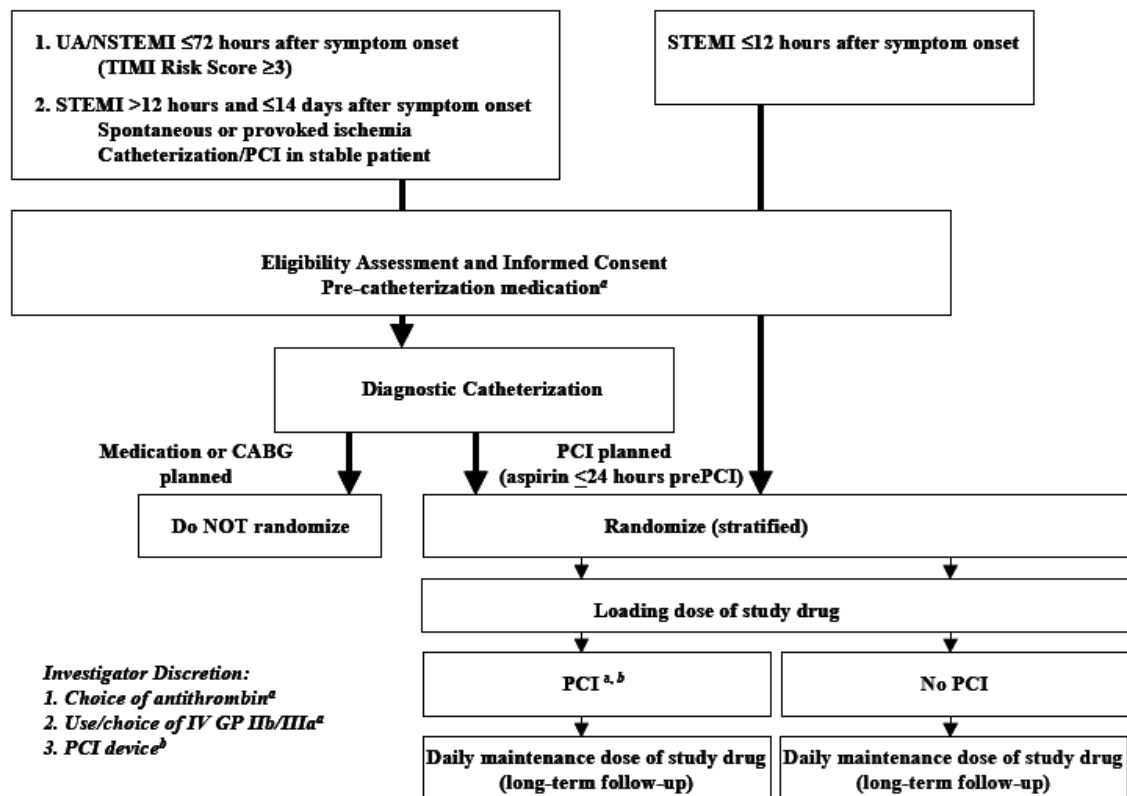 1. UA/NSTEMI ≤72 hours after symptom onset
(TIMI Risk Score ≥3)
2. STEMI >12 hours and ≤14 days after symptom onset
Spontaneous or provoked ischemia
Catheterization/PCI in stable patient
STEMI ≤12 hours after symptom onset
Eligibility Assessment and Informed Consent
Pre-catheterization medicationᵃ
Diagnostic Catheterization
Medication or CABG
planned
PCI planned
(aspirin ≤24 hours prePCI)
Do NOT randomize
Randomize (stratified)
Loading dose of study drug
PCI ᵃ, ᵇ
No PCI
Daily maintenance dose of study drug
(long-term follow-up)
Daily maintenance dose of study drug
(long-term follow-up)
Investigator Discretion:
1. Choice of antithrombinᵃ
2. Use/choice of IV GP IIb/IIIaᵃ
3. PCI deviceᵇ